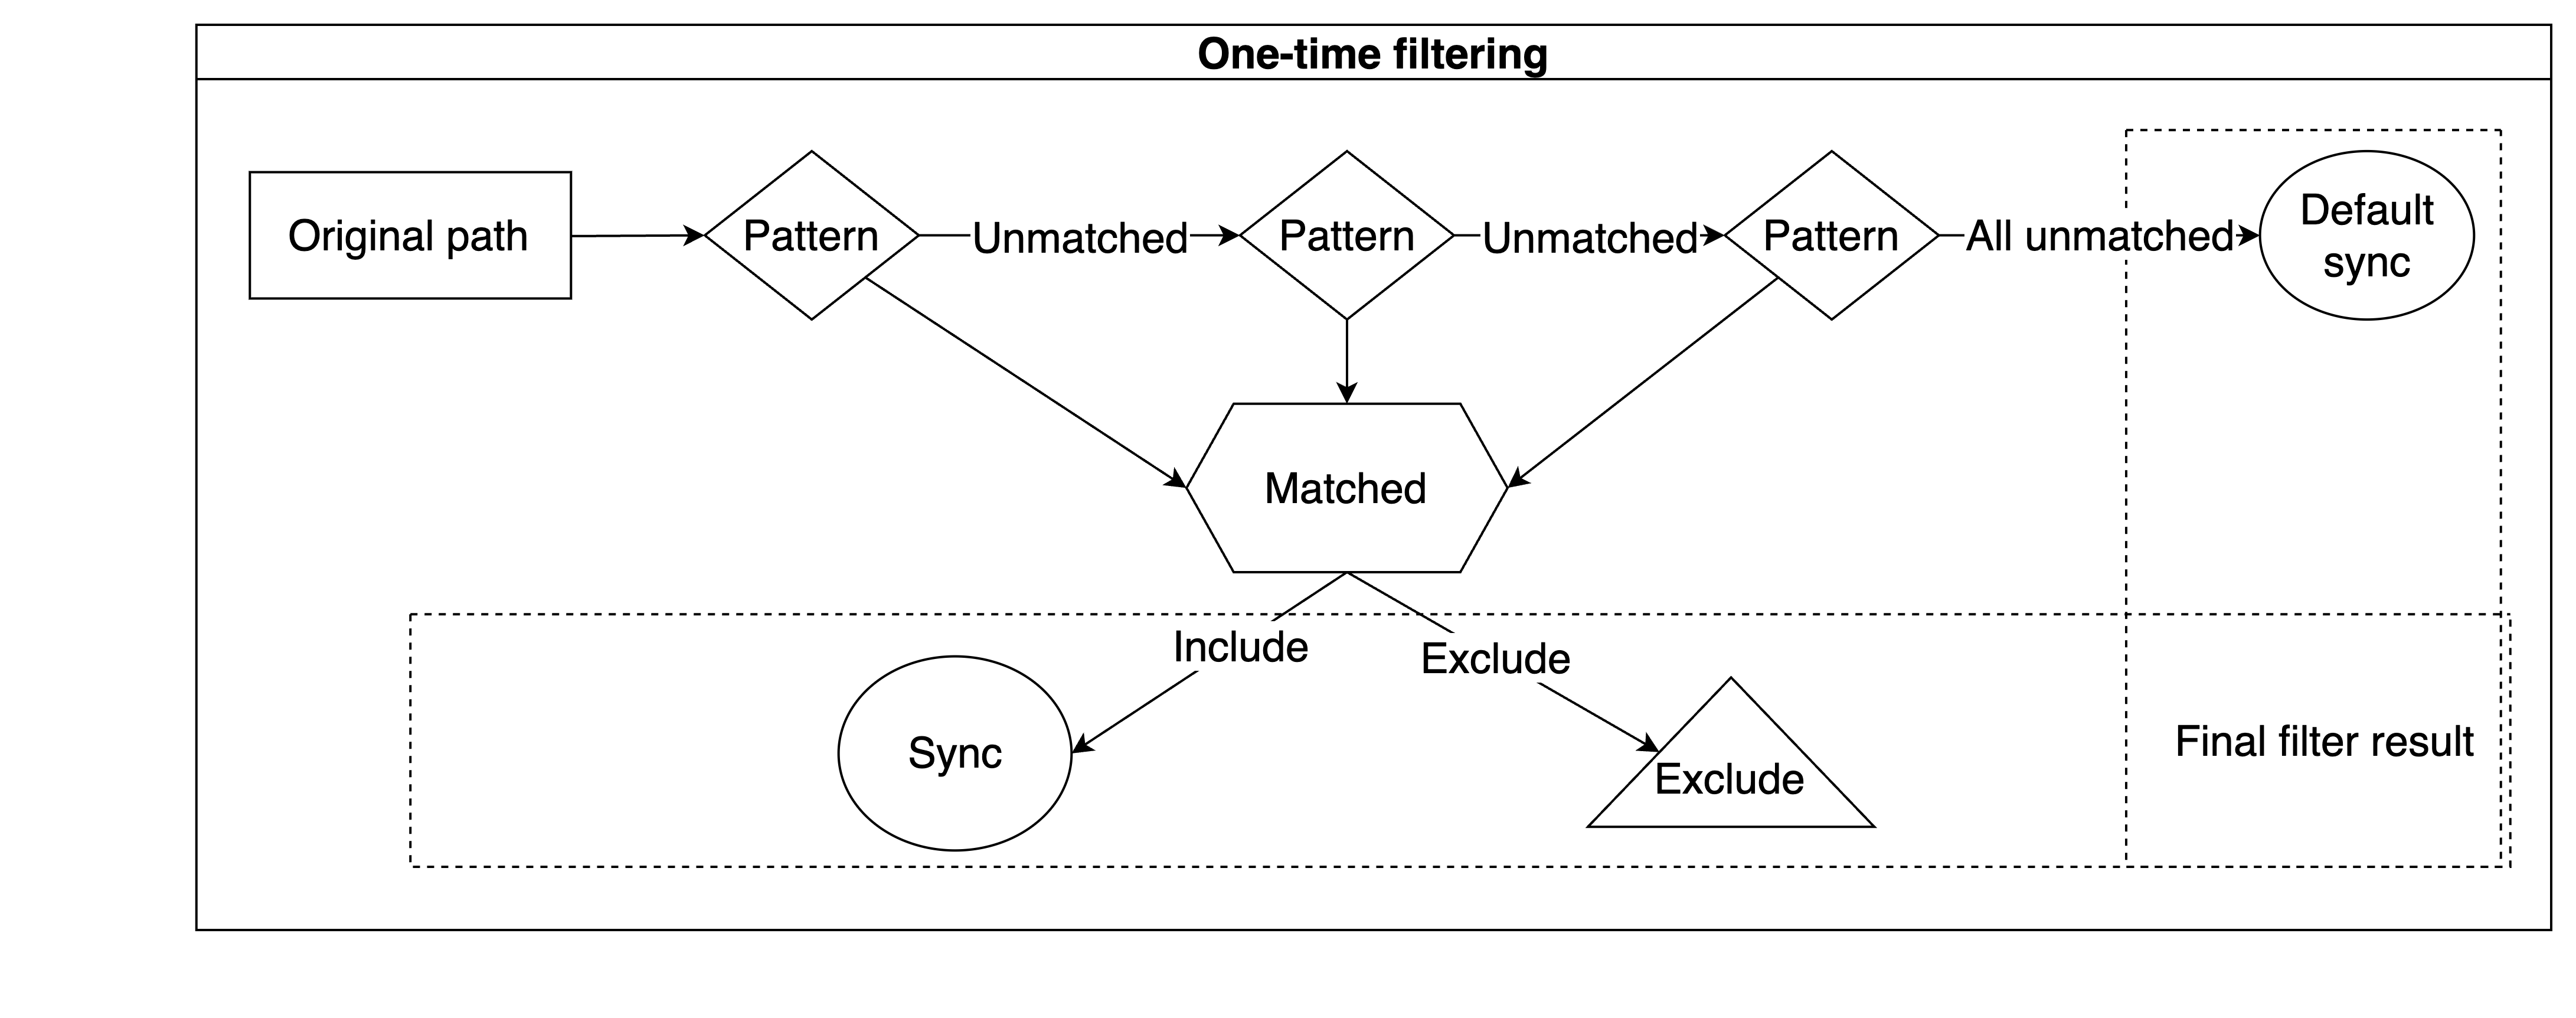 One-time filtering
Original path
Pattern
Unmatched
Pattern
Unmatched
Pattern
All unmatched
Default
sync
Matched
Include
Exclude
Sync
Exclude
Final filter result